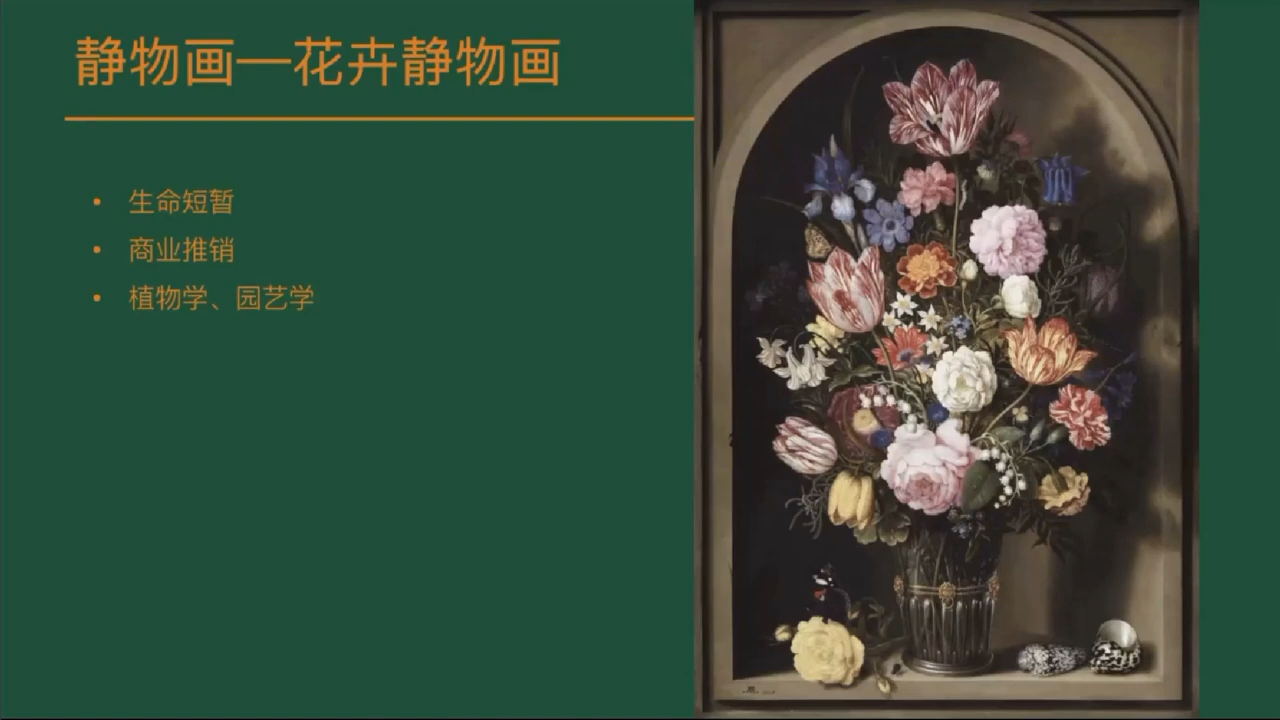 静物画—花卉静物画
• 生命短暂
• 商业推销
• 植物学、园艺学